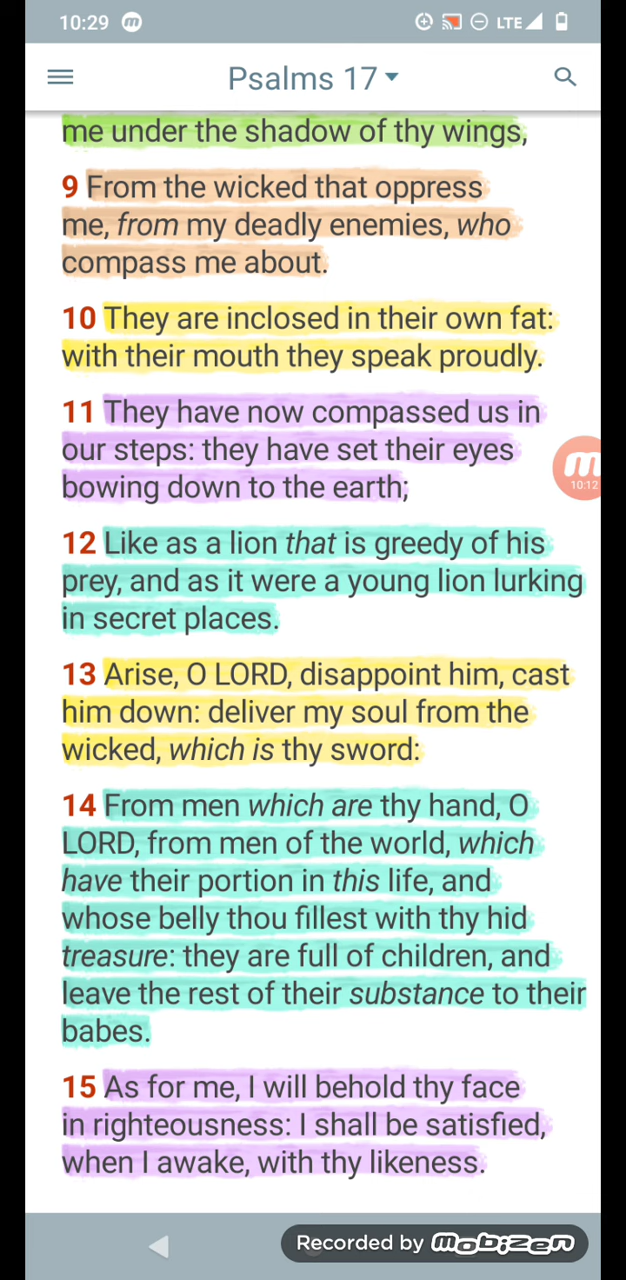 10:29 m LTE
Psalms 17
me under the shadow of thy wings,
9 From the wicked that oppress
me, from my deadly enemies, who
compass me about.
10 They are inclosed in their own fat:
with their mouth they speak proudly.
11 They have now compassed us in
our steps: they have set their eyes
bowing down to the earth;
m
10:12
12 Like as a lion that is greedy of his
prey, and as it were a young lion lurking
in secret places.
13 Arise, O LORD, disappoint him, cast
him down: deliver my soul from the
wicked, which is thy sword:
14 From men which are thy hand, O
LORD, from men of the world, which
have their portion in this life, and
whose belly thou fillest with thy hid
treasure: they are full of children, and
leave the rest of their substance to their
babes.
15 As for me, I will behold thy face
in righteousness: I shall be satisfied,
when I awake, with thy likeness.
Recorded by mobizen